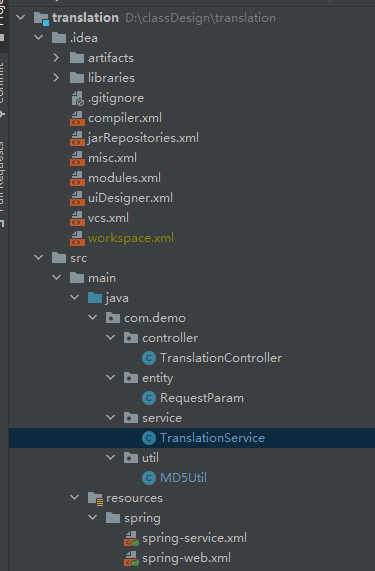 translation D:\classDesign\translation
.idea
artifacts
libraries
.gitignore
compiler.xml
jarRepositories.xml
misc.xml
modules.xml
uiDesigner.xml
vcs.xml
workspace.xml
src
main
java
com.demo
controller
TranslationController
entity
RequestParam
service
TranslationService
util
MD5Util
resources
spring
spring-service.xml
spring-web.xml
Commit